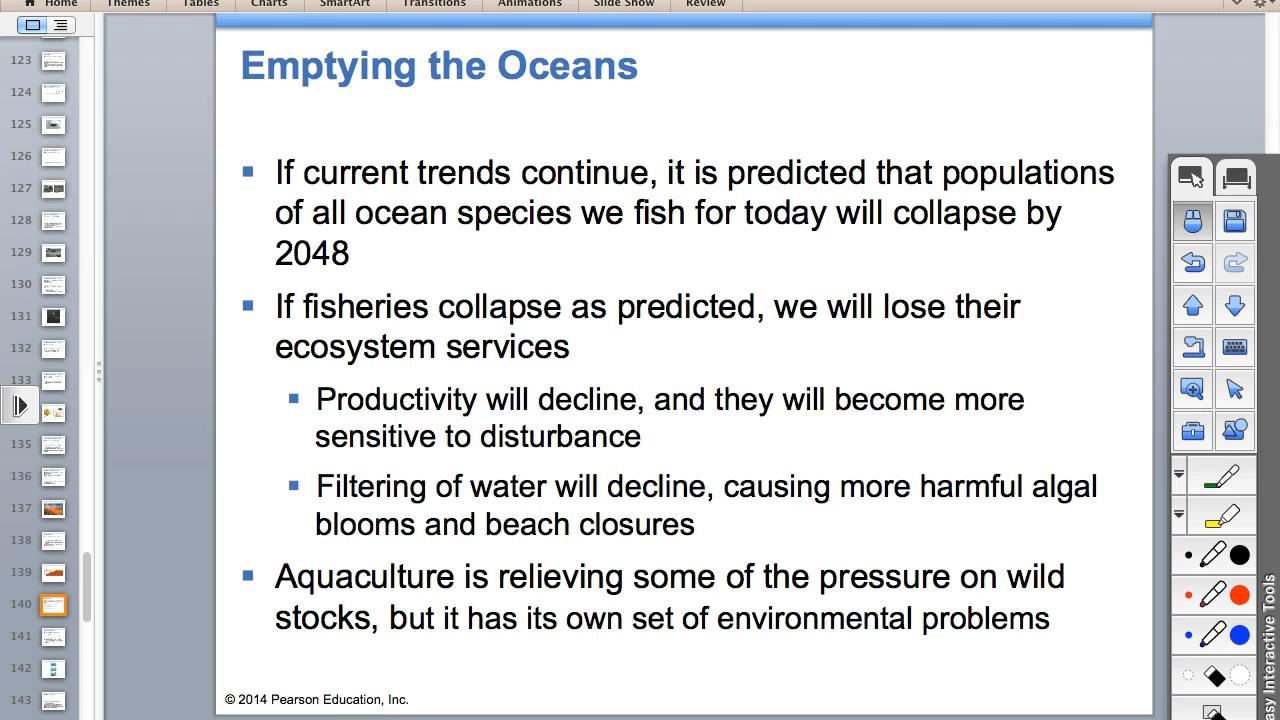 Home Themes Tables Charts SmartArt Transitions Animations Slide Show Review
Emptying the Oceans
If current trends continue, it is predicted that populations
of all ocean species we fish for today will collapse by
2048
If fisheries collapse as predicted, we will lose their
ecosystem services
Productivity will decline, and they will become more
sensitive to disturbance
Filtering of water will decline, causing more harmful algal
blooms and beach closures
Aquaculture is relieving some of the pressure on wild
stocks, but it has its own set of environmental problems
© 2014 Pearson Education, Inc.
123
124
125
126
127
128
129
130
131
132
133
135
136
137
138
139
140
141
142
143
Interactive Tools